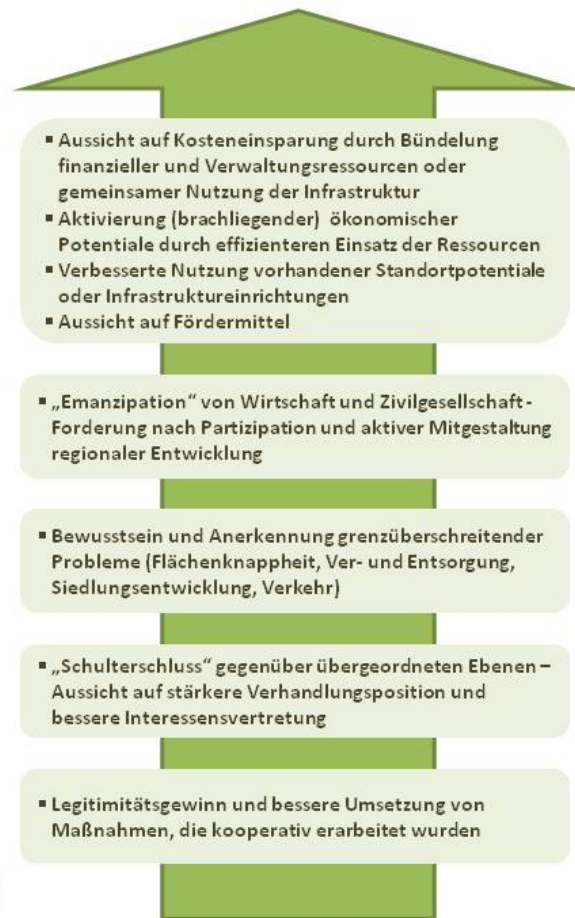 ▪ Aussicht auf Kosteneinsparung durch Bündelung
finanzieller und Verwaltungsressourcen oder
gemeinsamer Nutzung der Infrastruktur
▪ Aktivierung (brachliegender) ökonomischer
Potentiale durch effizienteren Einsatz der Ressourcen
▪ Verbesserte Nutzung vorhandener Standortpotentiale
oder Infrastruktureinrichtungen
▪ Aussicht auf Fördermittel
▪ „Emanzipation“ von Wirtschaft und Zivilgesellschaft -
Forderung nach Partizipation und aktiver Mitgestaltung
regionaler Entwicklung
▪ Bewusstsein und Anerkennung grenzüberschreitender
Probleme (Flächenknappheit, Ver- und Entsorgung,
Siedlungsentwicklung, Verkehr)
▪ „Schulterschluss“ gegenüber übergeordneten Ebenen –
Aussicht auf stärkere Verhandlungsposition und
bessere Interessensvertretung
▪ Legitimitätsgewinn und bessere Umsetzung von
Maßnahmen, die kooperativ erarbeitet wurden